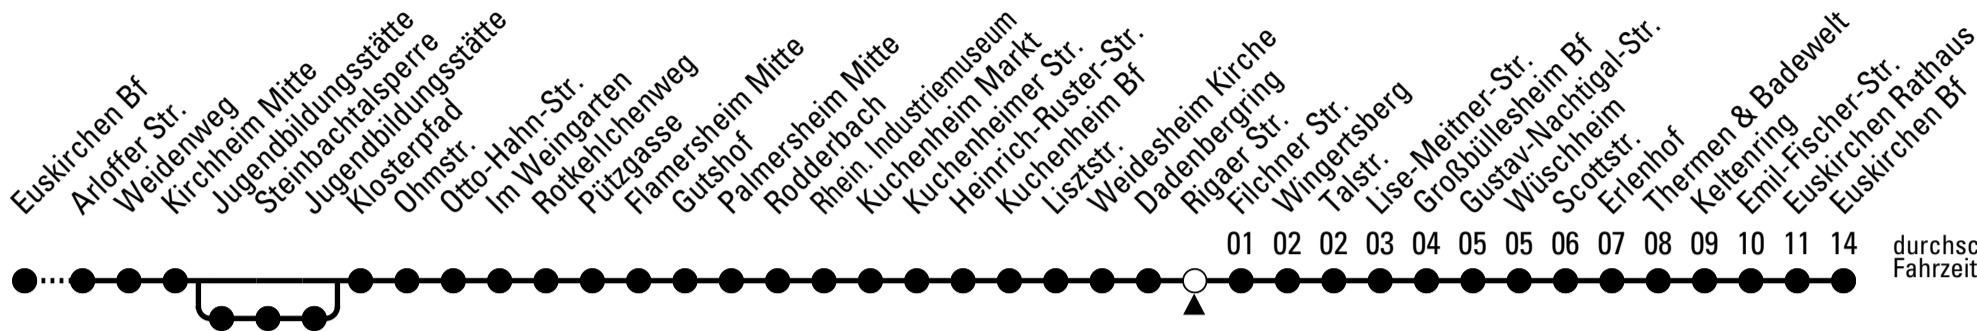 Euskirchen Bf
Arloffer Str.
Weidenweg
Kirchheim Mitte
Jugendbildungsstätte
Steinbachtalsperre
Jugendbildungsstätte
Klosterpfad
Ohmstr.
Otto-Hahn-Str.
Im Weingarten
Rotkehlchenweg
Pützgasse
Flamersheim Mitte
Gutshof
Palmersheim Mitte
Rodderbach
Rhein. Industriemuseum
Kuchenheim Markt
Kuchenheimer Str.
Heinrich-Ruster-Str.
Kuchenheim Bf
Lisztstr.
Weidesheim Kirche
Dadenbergring
Rigaer Str.
Filchner Str.
Wingertsberg
Talstr.
Lise-Meitner-Str.
Großbüllesheim Bf
Gustav-Nachtigal-Str.
Wüschheim
Scottstr.
Erlenhof
Thermen & Badewelt
Keltenring
Emil-Fischer-Str.
Euskirchen Rathaus
Euskirchen Bf
01 02 02 03 04 05 05 06 07 08 09 10 11 14
durchsc
Fahrzeit